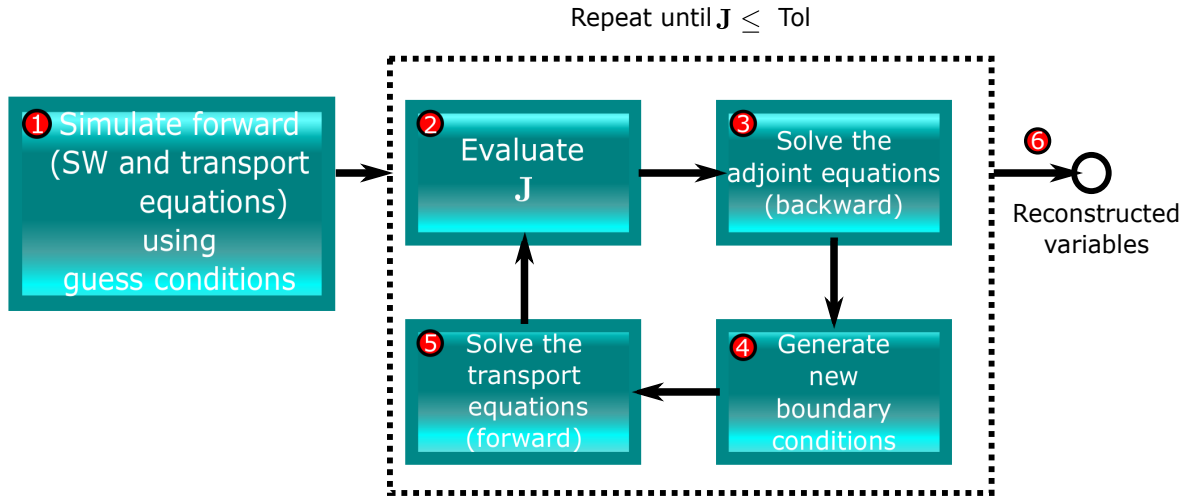 Repeat until J ≤ Tol
1 Simulate forward
(SW and transport
equations)
using
guess conditions
2
Evaluate
J
3
Solve the
adjoint equations
(backward)
4 Generate
new
boundary
conditions
5 Solve the
transport
equations
(forward)
6
Reconstructed
variables